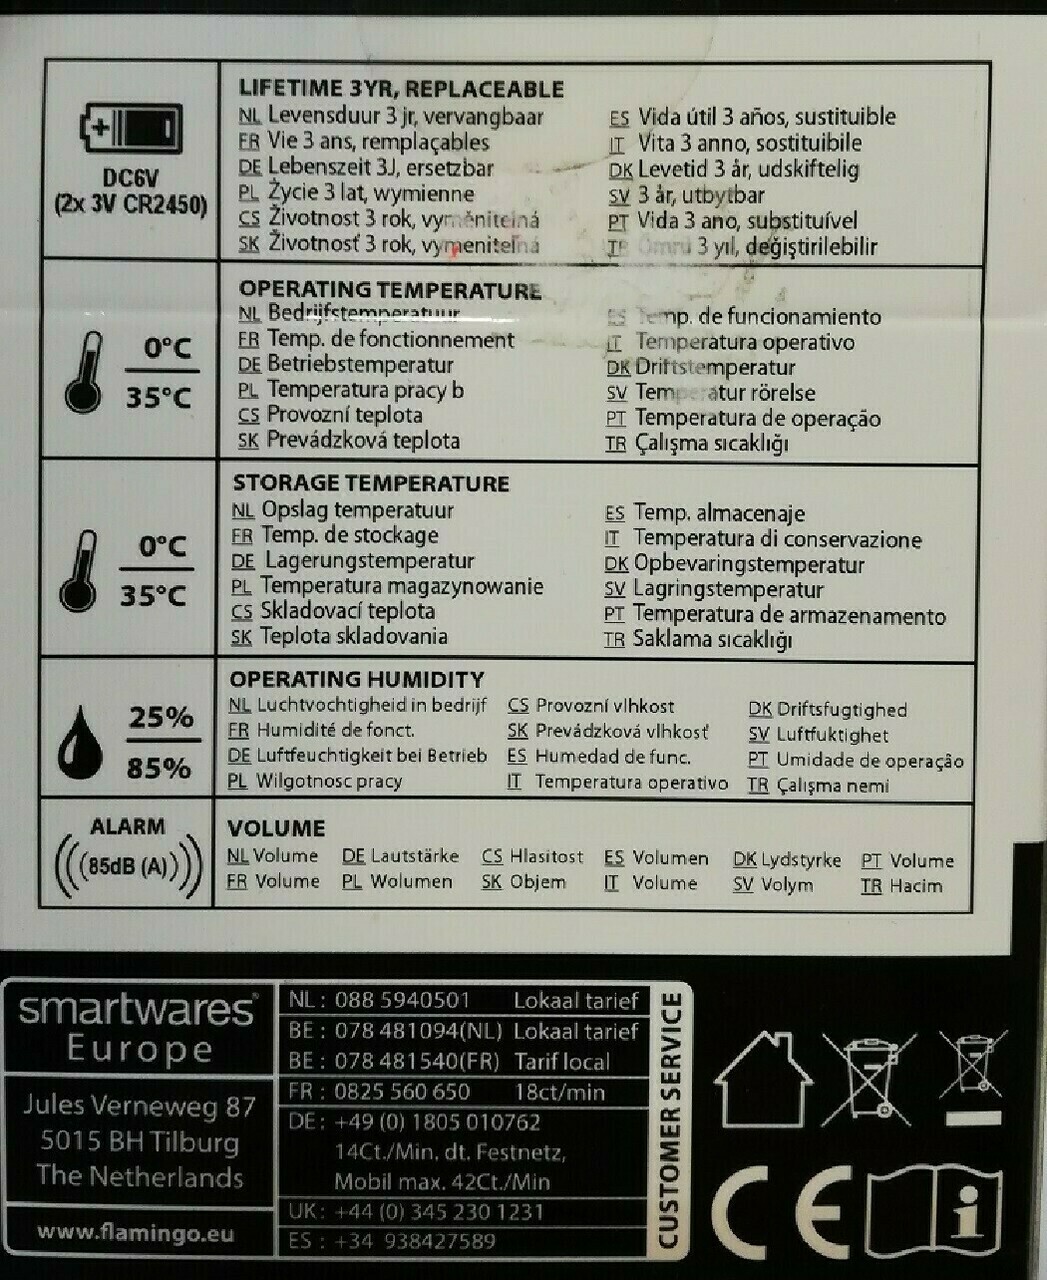 DC6V
(2x 3V CR2450)
LIFETIME 3YR, REPLACEABLE
NL Levensduur 3 jr, vervangbaar
FR Vie 3 ans, remplaçables
DE Lebenszeit 3J, ersetzbar
PL Życie 3 lat, wymienne
CS Životnost 3 rok, vyměnitelná
SK Životnosť 3 rok, vymeniteľná
ES Vida útil 3 años, sustituible
IT Vita 3 anno, sostituibile
DK Levetid 3 år, udskiftelig
SV 3 år, utbytbar
PT Vida 3 ano, substituível
TR Ömrü 3 yıl, değiştirilebilir
0°C
35°C
OPERATING TEMPERATURE
NL Bedrijfstemperatuur
FR Temp. de fonctionnement
DE Betriebstemperatur
PL Temperatura pracy b
CS Provozní teplota
SK Prevádzková teplota
ES Temp. de funcionamiento
IT Temperatura operativo
DK Driftstemperatur
SV Temperatur rörelse
PT Temperatura de operação
TR Çalışma sıcaklığı
0°C
35°C
STORAGE TEMPERATURE
NL Opslag temperatuur
FR Temp. de stockage
DE Lagerungstemperatur
PL Temperatura magazynowanie
CS Skladovací teplota
SK Teplota skladovania
ES Temp. almacenaje
IT Temperatura di conservazione
DK Opbevaringstemperatur
SV Lagringstemperatur
PT Temperatura de armazenamento
TR Saklama sıcaklığı
25%
85%
OPERATING HUMIDITY
NL Luchtvochtigheid in bedrijf
FR Humidité de fonct.
DE Luftfeuchtigkeit bei Betrieb
PL Wilgotnosc pracy
CS Provozní vlhkost
SK Prevádzková vlhkosť
ES Humedad de func.
IT Temperatura operativo
DK Driftsfugtighed
SV Luftfuktighet
PT Umidade de operação
TR Çalışma nemi
ALARM
85dB (A)
VOLUME
NL Volume DE Lautstärke CS Hlasitost ES Volumen DK Lydstyrke PT Volume
FR Volume PL Wolumen SK Objem IT Volume SV Volym TR Hacim
smartwares®
Europe
Jules Verneweg 87
5015 BH Tilburg
The Netherlands
www.flamingo.eu
NL : 088 5940501 Lokaal tarief
BE : 078 481094(NL) Lokaal tarief
BE : 078 481540(FR) Tarif local
FR : 0825 560 650 18ct/min
DE : +49 (0) 1805 010762
14Ct./Min. dt. Festnetz,
Mobil max. 42Ct./Min
UK : +44 (0) 345 230 1231
ES : +34 938427589
CUSTOMER SERVICE
CE
i